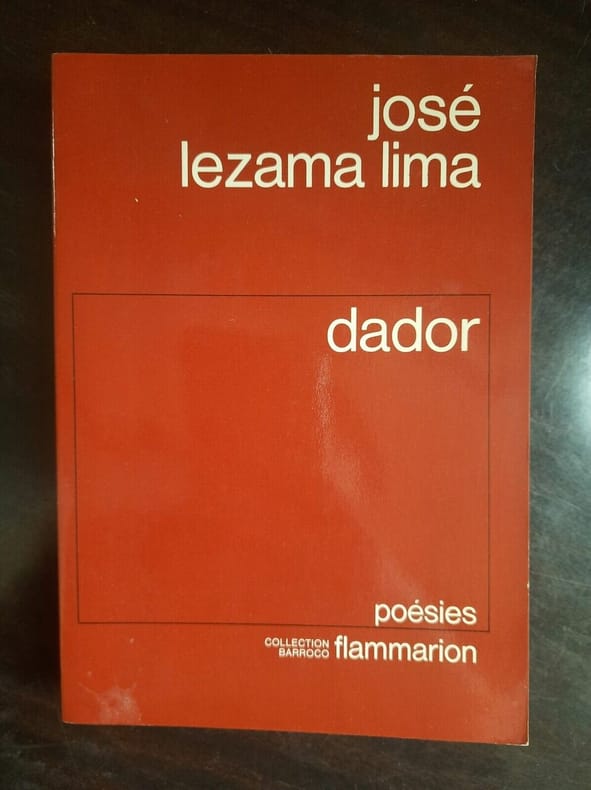 josé
lezama lima
dador
poésies
COLLECTION
BARROCO
flammarion